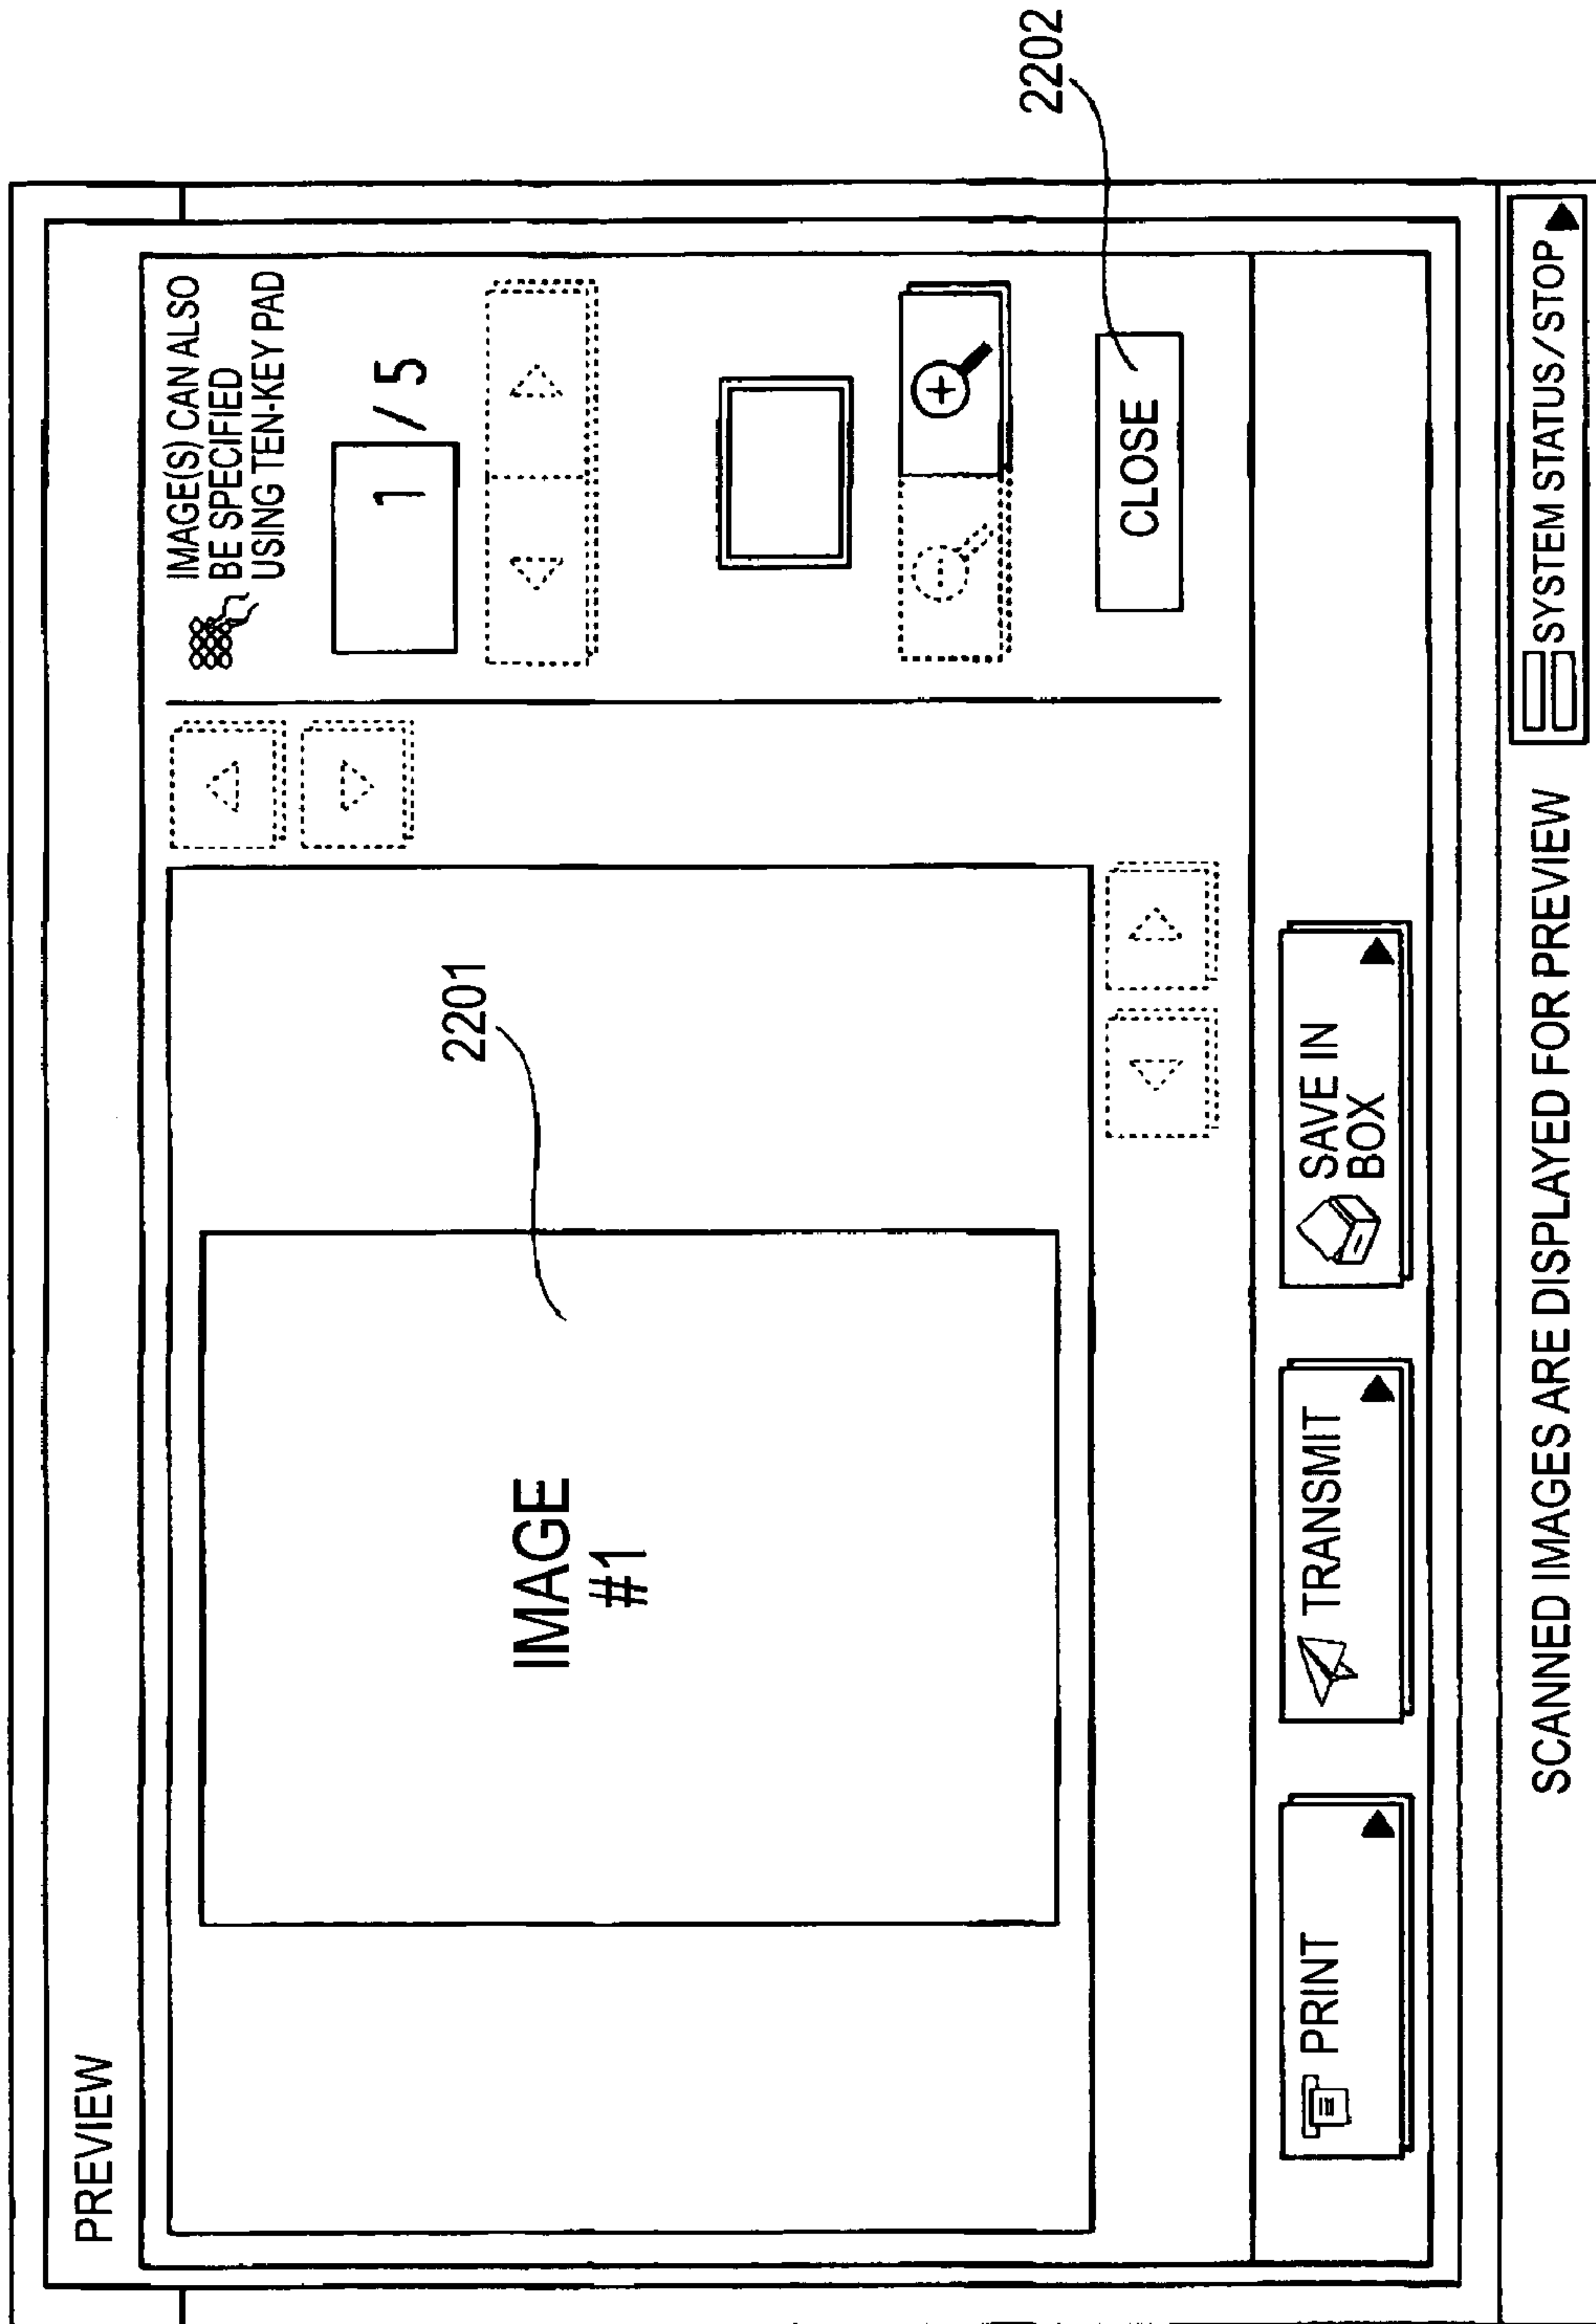 PREVIEW
IMAGE
#1
2201
IMAGE(S) CAN ALSO
BE SPECIFIED
USING TEN-KEY PAD
1 / 5
CLOSE
2202
PRINT
TRANSMIT
SAVE IN
BOX
SCANNED IMAGES ARE DISPLAYED FOR PREVIEW
SYSTEM STATUS/STOP